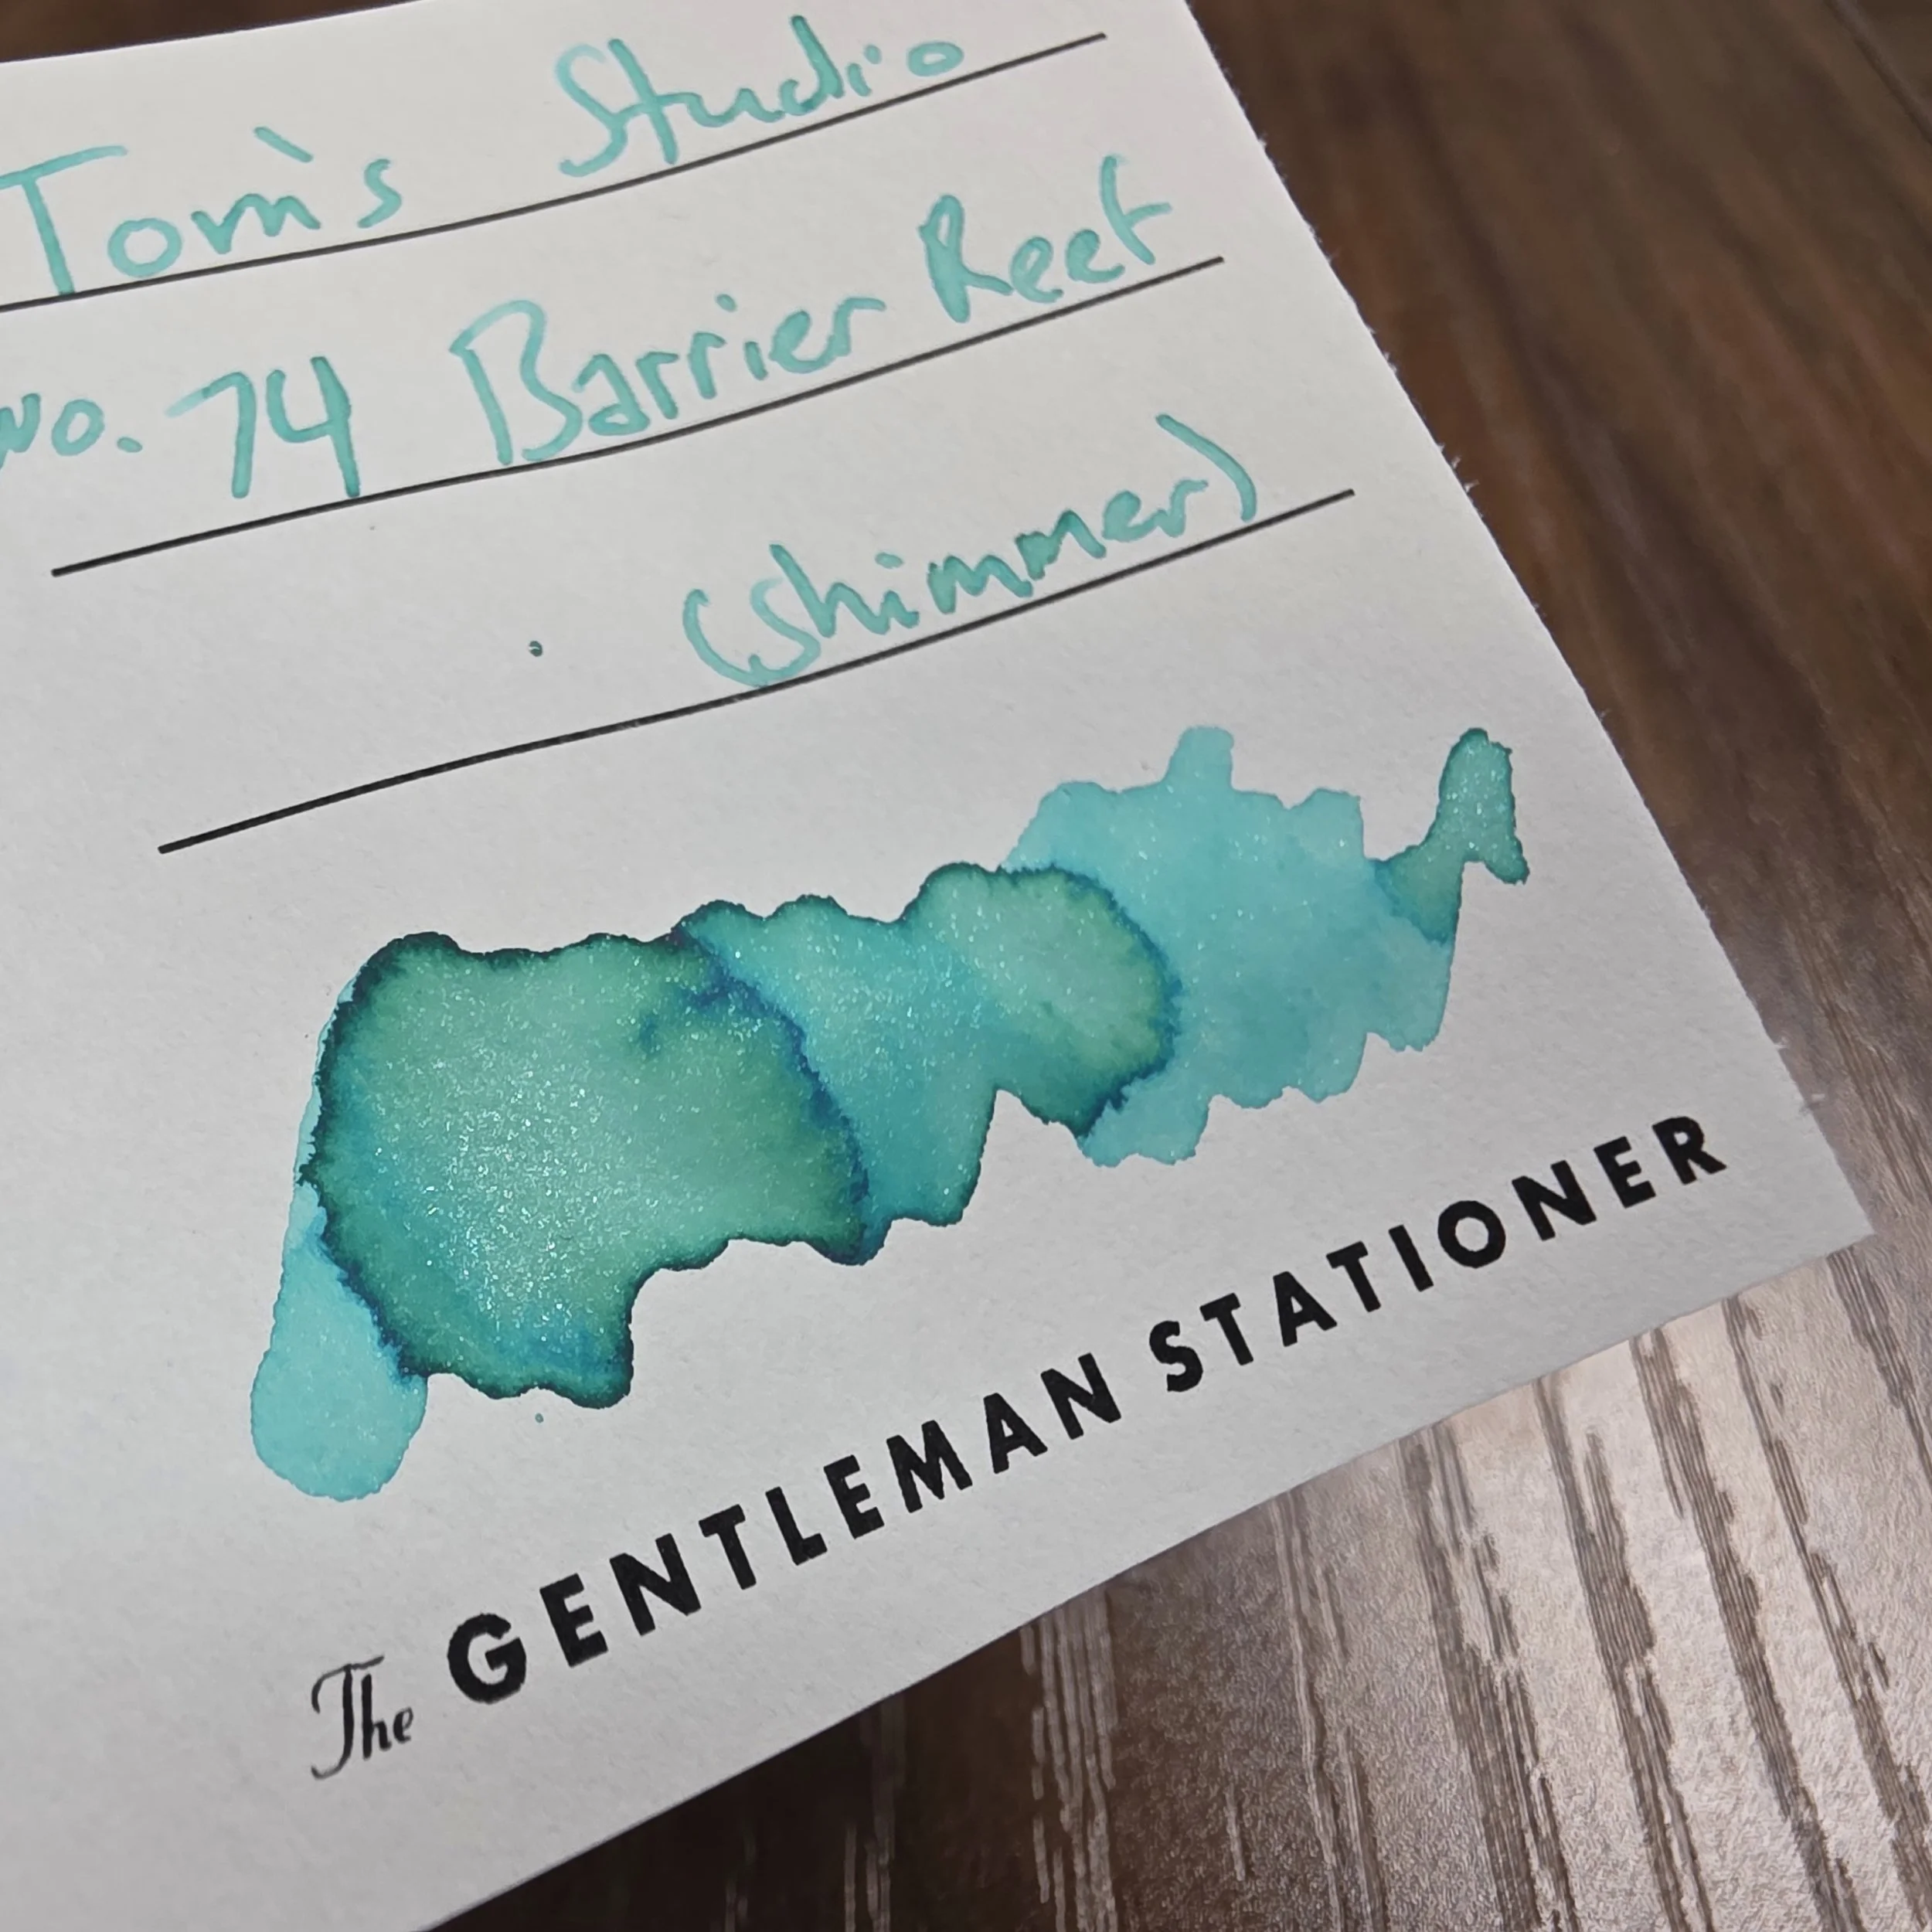 Tom's Studio
No. 74 Barrier Reef
(Shimmer)
The GENTLEMAN STATIONER